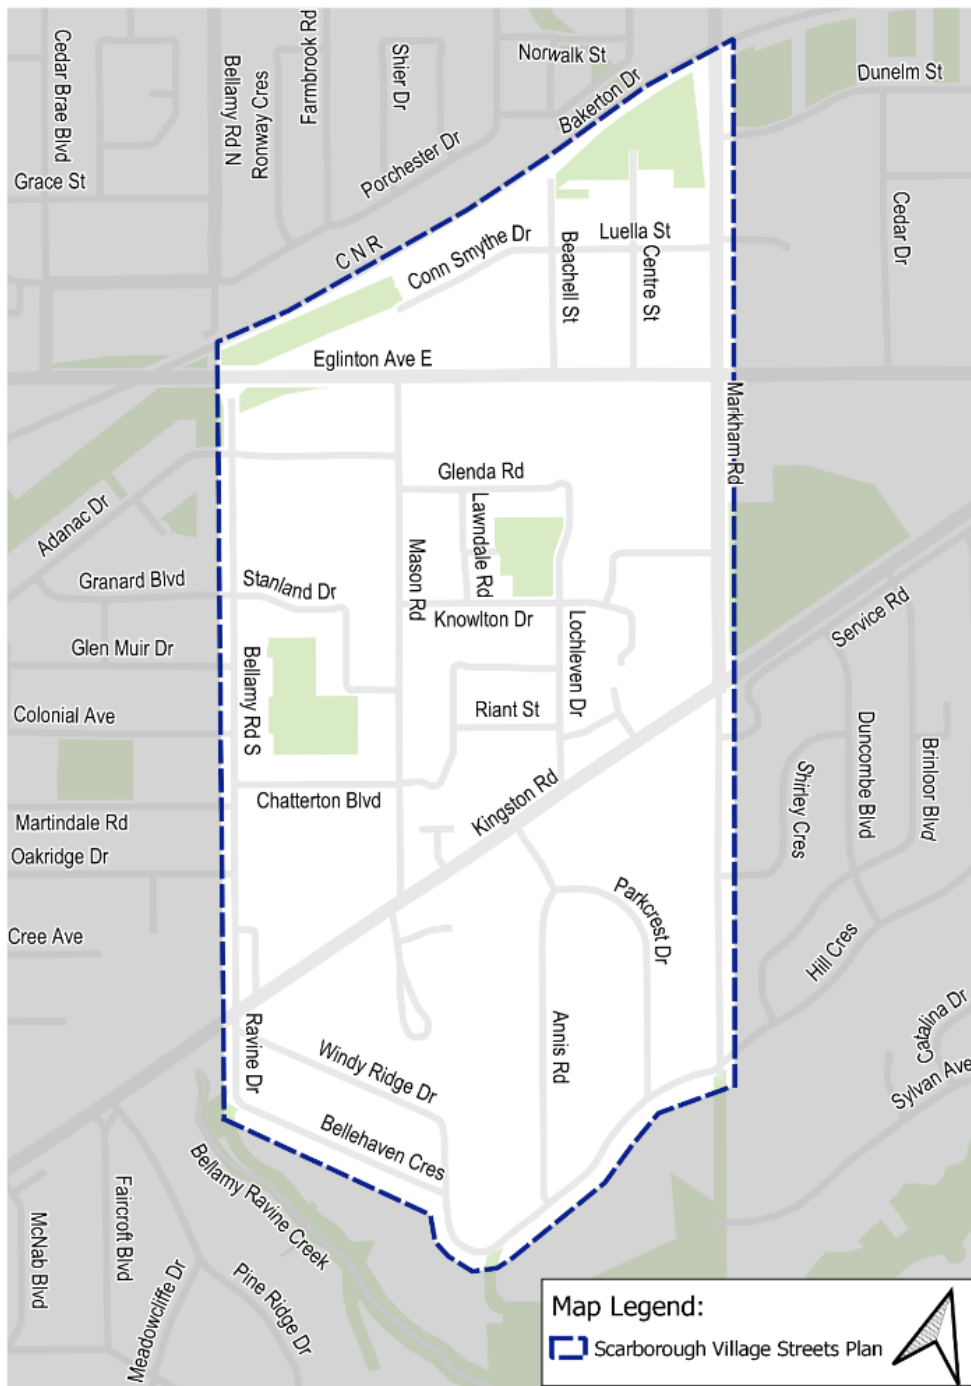 Cedar Brae Blvd
Bellamy Rd N
Ronway Cres
Farmbrook Rd
Shier Dr
Norwalk St
Dunelm St
Bakerton Dr
Porchester Dr
Grace St
C N R
Conn Smythe Dr
Luella St
Beachell St
Centre St
Cedar Dr
Eglinton Ave E
Markham Rd
Glenda Rd
Lawndale Rd
Adanac Dr
Granard Blvd
Stanland Dr
Mason Rd
Knowlton Dr
Lochleven Dr
Service Rd
Glen Muir Dr
Bellamy Rd S
Colonial Ave
Riant St
Duncombe Blvd
Brinloor Blvd
Shirley Cres
Chatterton Blvd
Kingston Rd
Martindale Rd
Oakridge Dr
Parkcrest Dr
Cree Ave
Hill Cres
Ravine Dr
Windy Ridge Dr
Annis Rd
Catalina Dr
Sylvan Ave
Bellehaven Cres
Bellamy Ravine Creek
McNab Blvd
Faircroft Blvd
Meadowcliffe Dr
Pine Ridge Dr
Map Legend:
Scarborough Village Streets Plan